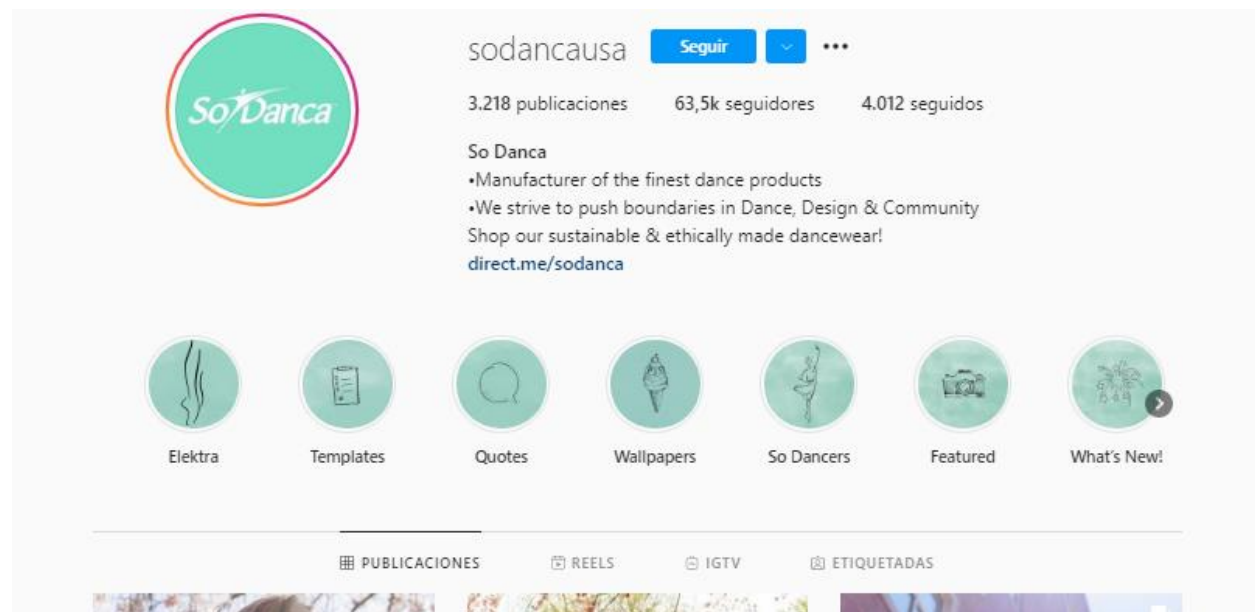 So Danca
sodancausa Seguir
3.218 publicaciones 63,5k seguidores 4.012 seguidos
So Danca
•Manufacturer of the finest dance products
•We strive to push boundaries in Dance, Design & Community
Shop our sustainable & ethically made dancewear!
direct.me/sodanca
Elektra Templates Quotes Wallpapers So Dancers Featured What's New!
PUBLICACIONES REELS IGTV ETIQUETADAS